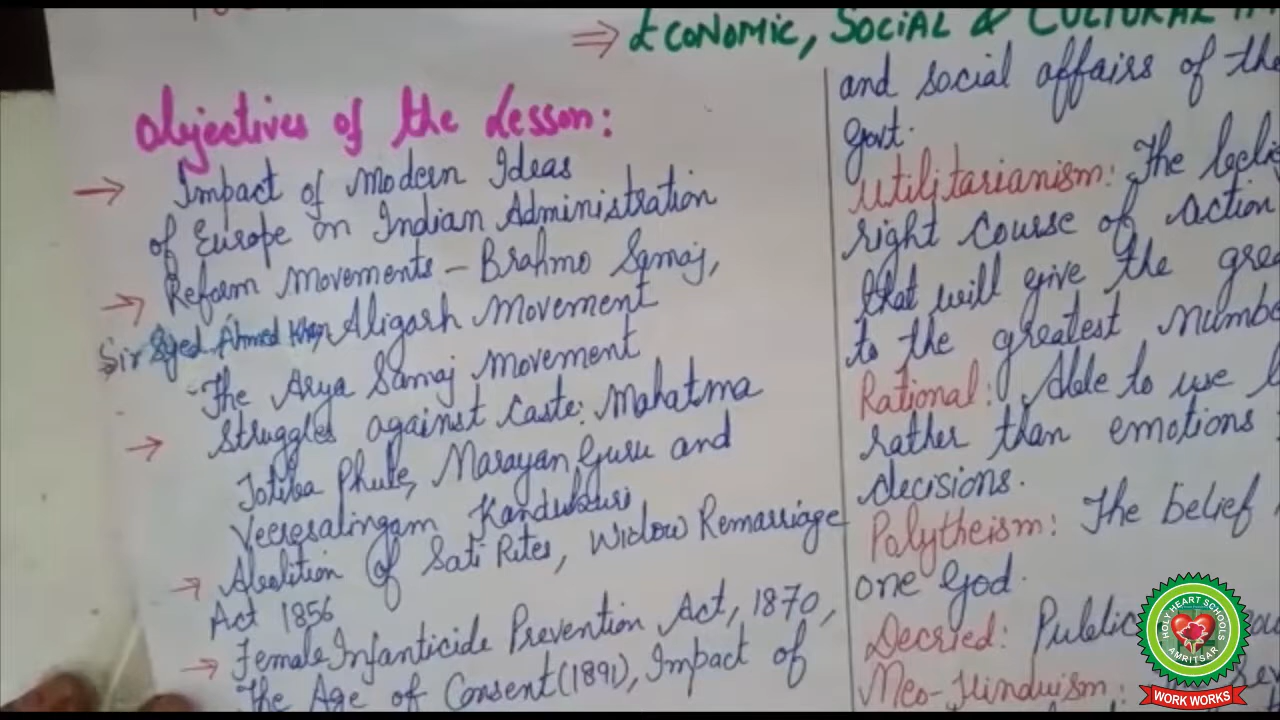 ⇒ ECONOMIC, SOCIAL & CULTURAL
Objectives of the Lesson:
→ Impact of Modern Ideas
of Europe on Indian Administration
→ Reform Movements - Brahmo Samaj,
Sir Syed Ahmed Khan Aligarh Movement
- The Arya Samaj Movement
→ Struggles against Caste: Mahatma
Jotiba Phule, Narayan Guru and
Veeresalingam Kandukuri
→ Abolition of Sati Rites, Widow Remarriage
Act 1856
→ Female Infanticide Prevention Act, 1870,
The Age of Consent (1891), Impact of
and social affairs of the
Govt.
Utilitarianism: The
right course of action
that will give the
to the greatest
Rational: Able to use
rather than emotions
decisions.
Polytheism: The belief
one God.
Decried:
Neo-Hinduism:
HOLY HEART SCHOOLS
AMRITSAR
WORK WORKS